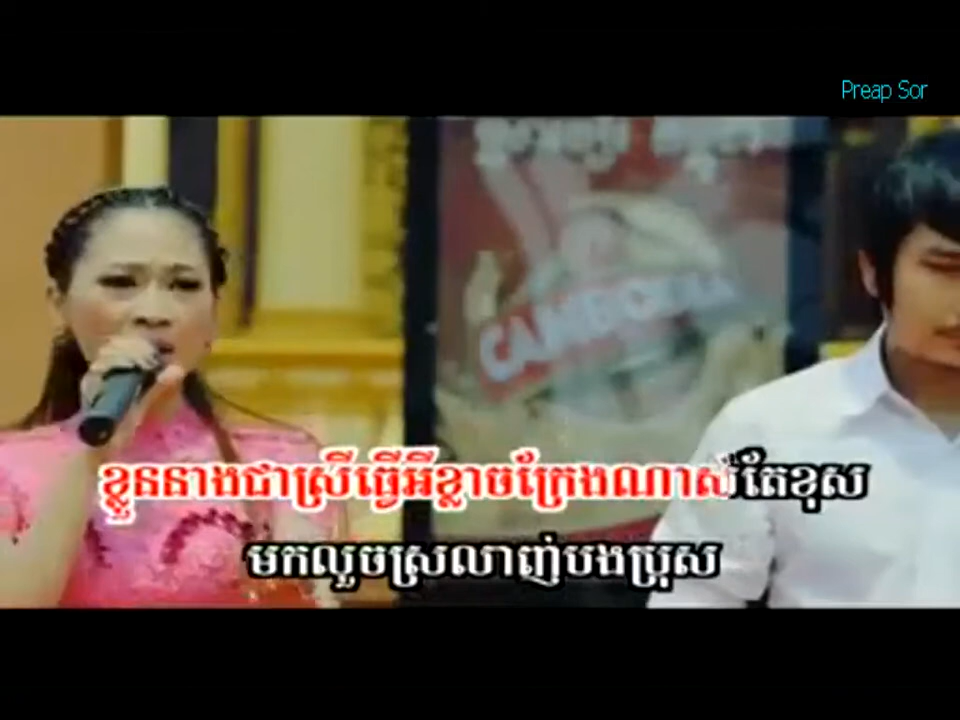 Preap Sor
CAMBODIA
ខ្លួននាងជាស្រីធ្វើអីខ្លាចក្រែងណាស់តែខុស
មកលួចស្រលាញ់បងប្រុស